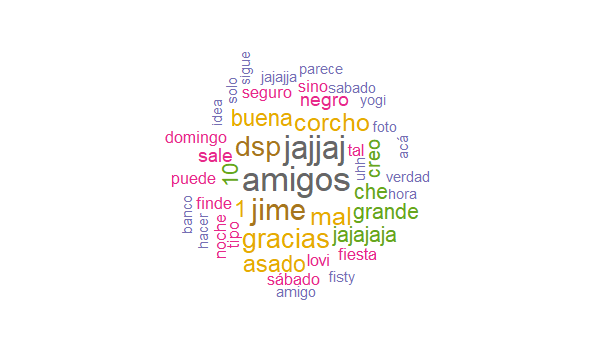 sigue
parece
jajajja
solo
sino
sabado
seguro
negro
yogi
idea
buena
corcho
foto
domingo
acá
dsp
jajjaj
tal
creo
sale
uhh
10
amigos
verdad
puede
che
hora
finde
1
jime
mal
grande
banco
hacer
noche
tipo
gracias
jajajaja
asado
lovi
fiesta
sábado
fisty
amigo